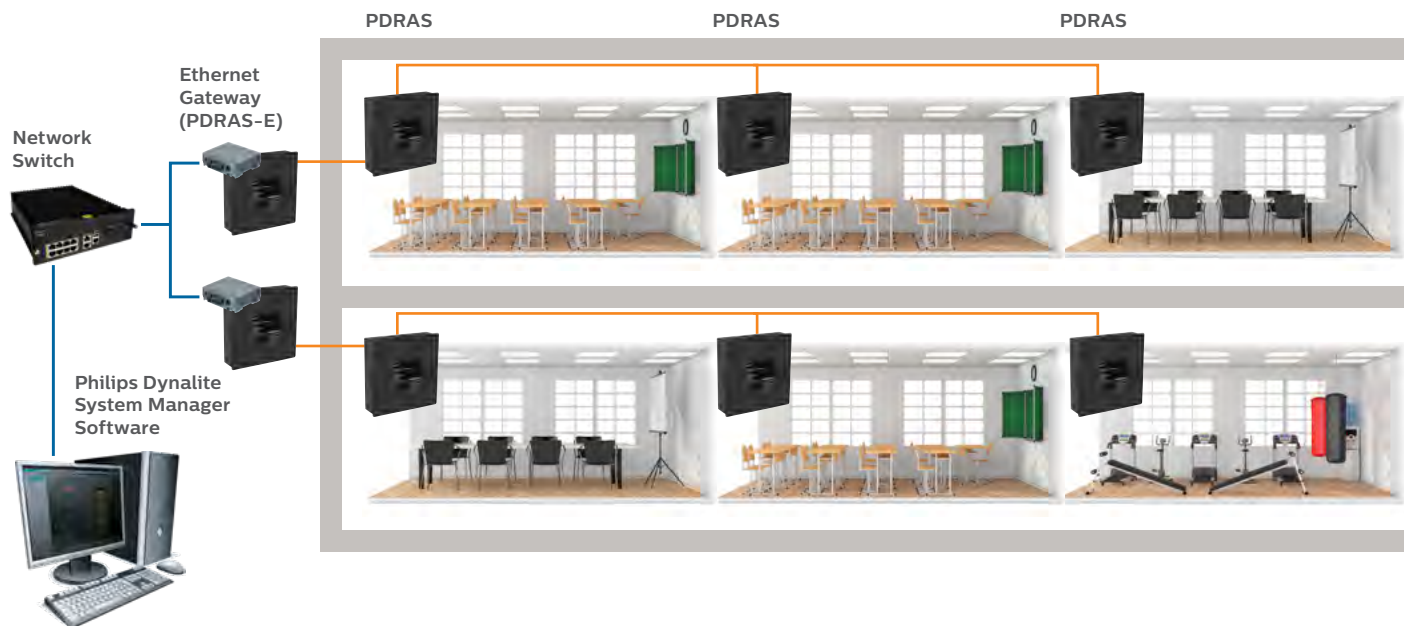 PDRAS
PDRAS
PDRAS
Ethernet
Gateway
(PDRAS-E)
Network
Switch
Philips Dynalite
System Manager
Software